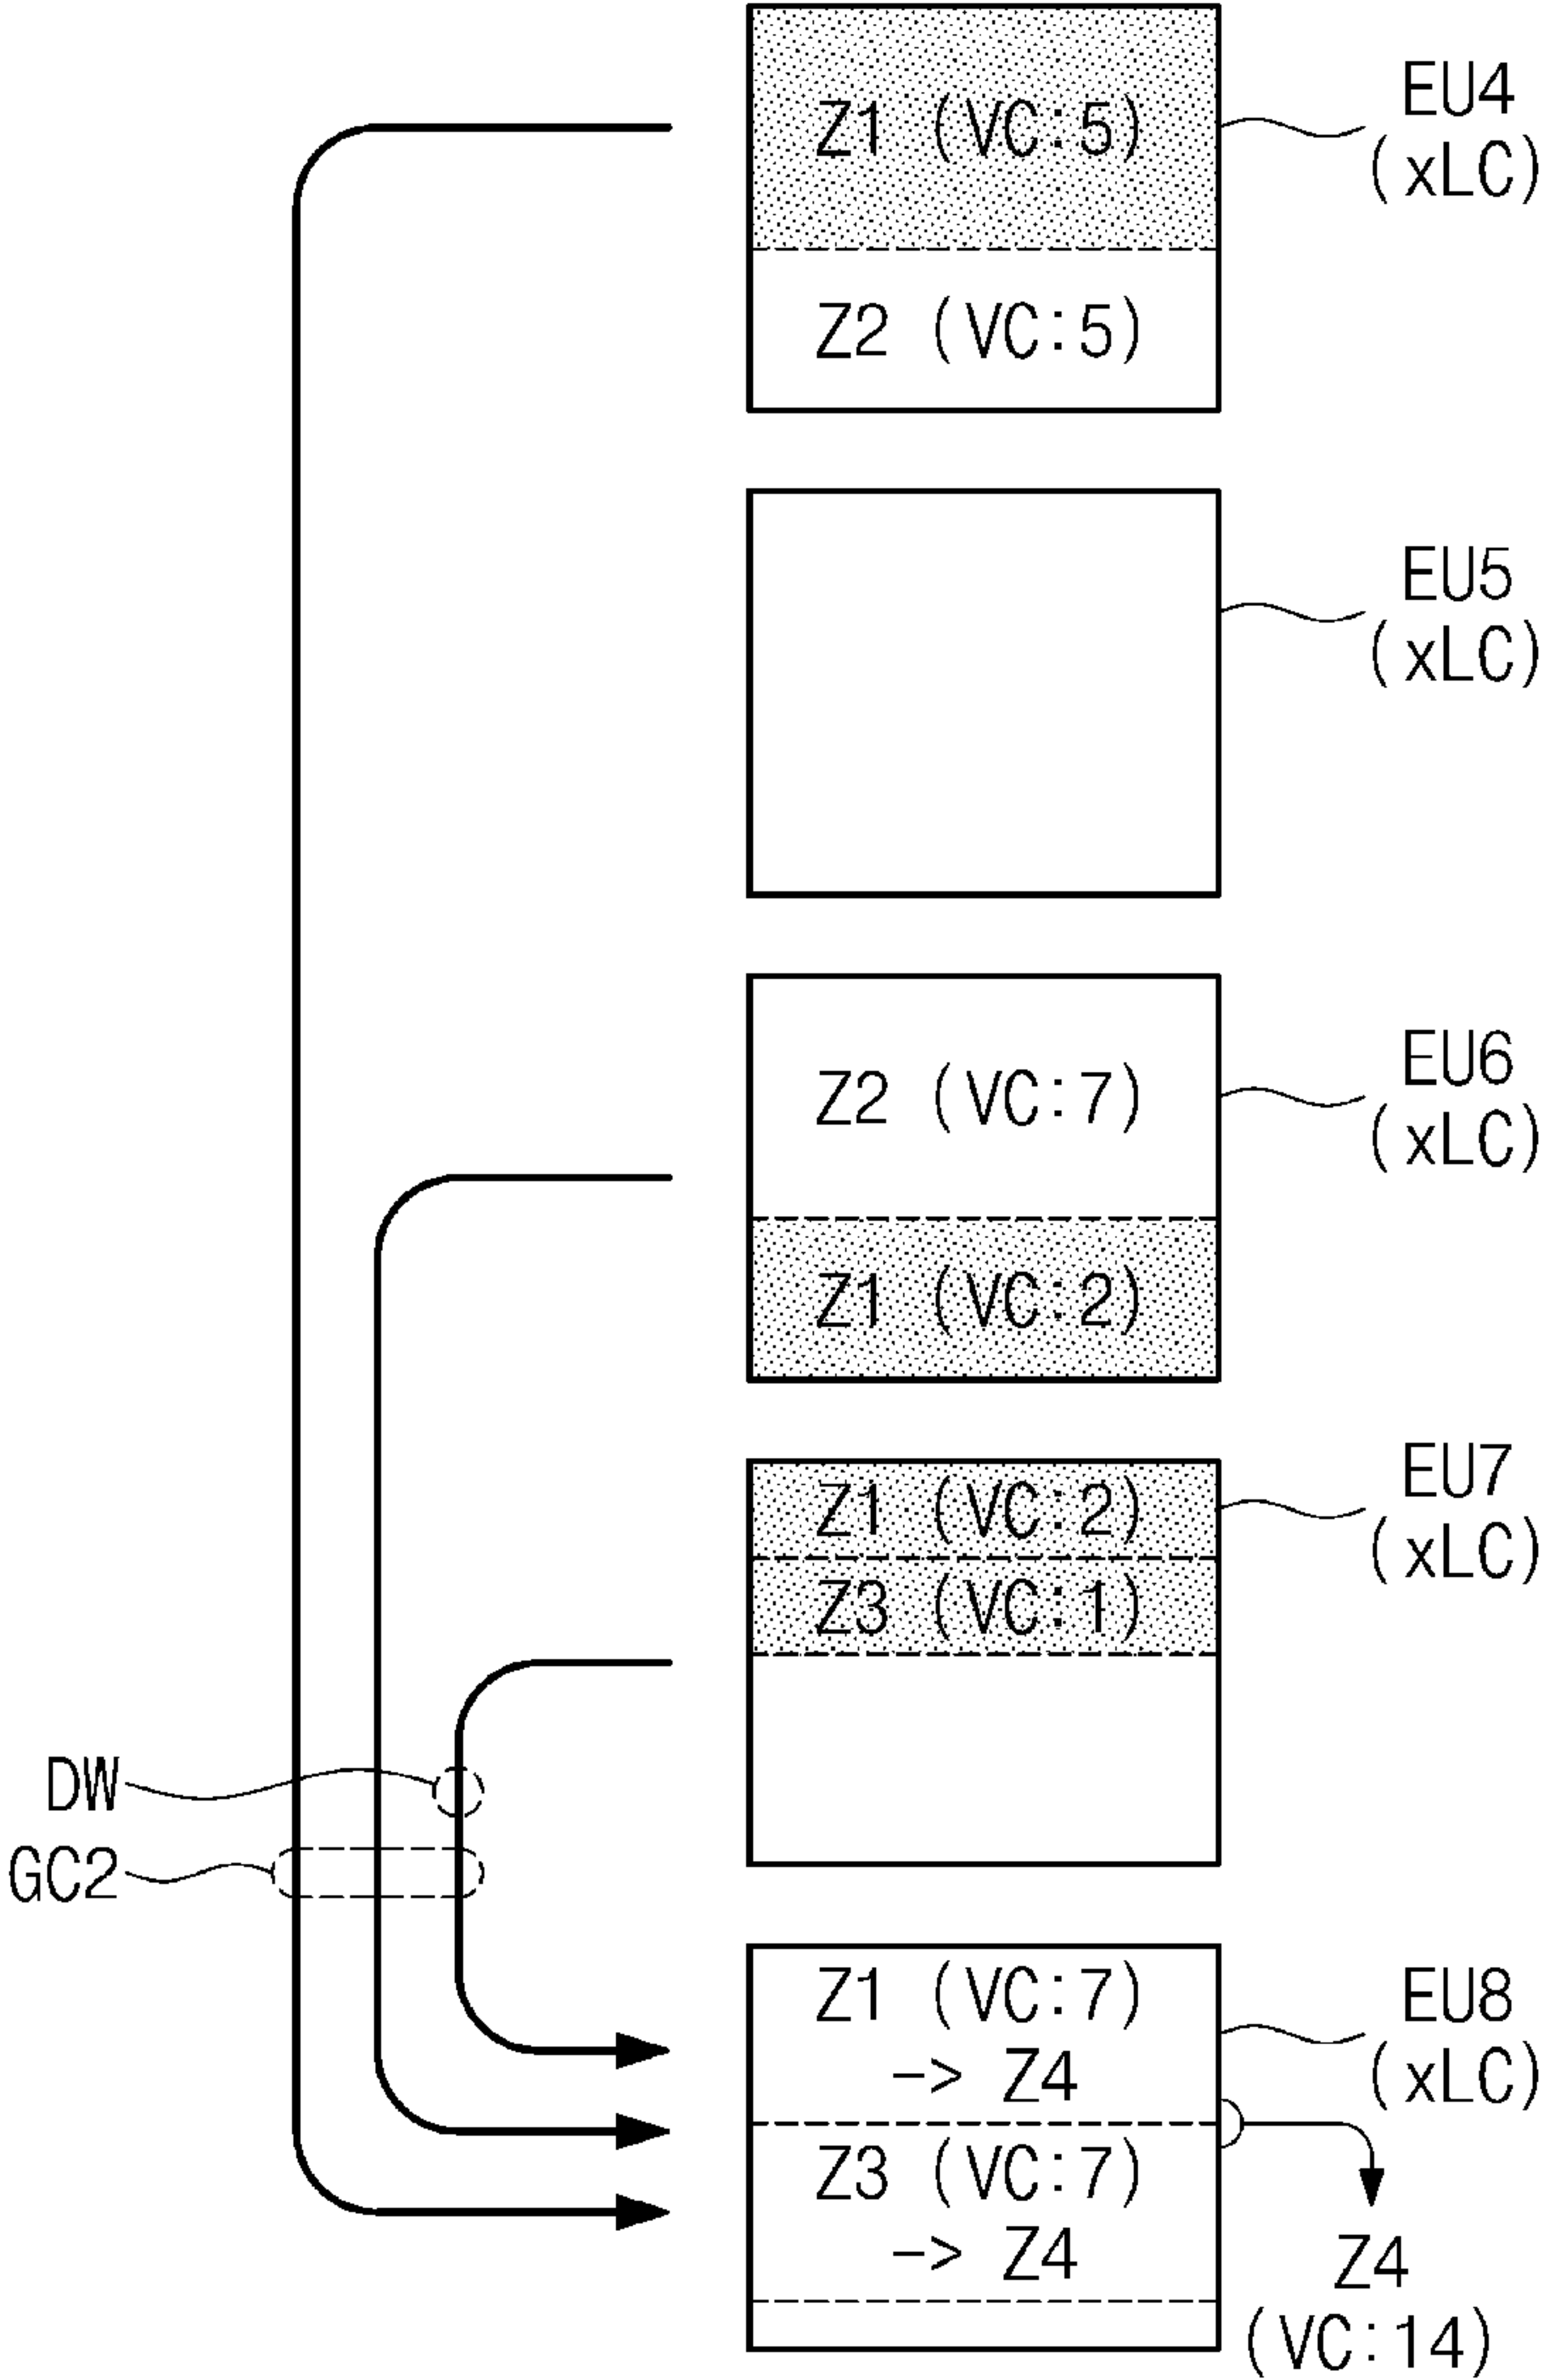 Z1 (VC:5)
EU4
(xLC)
Z2 (VC:5)
EU5
(xLC)
Z2 (VC:7)
EU6
(xLC)
Z1 (VC:2)
Z1 (VC:2)
EU7
(xLC)
Z3 (VC:1)
DW
GC2
Z1 (VC:7)
-> Z4
EU8
(xLC)
Z3 (VC:7)
-> Z4
Z4
(VC:14)